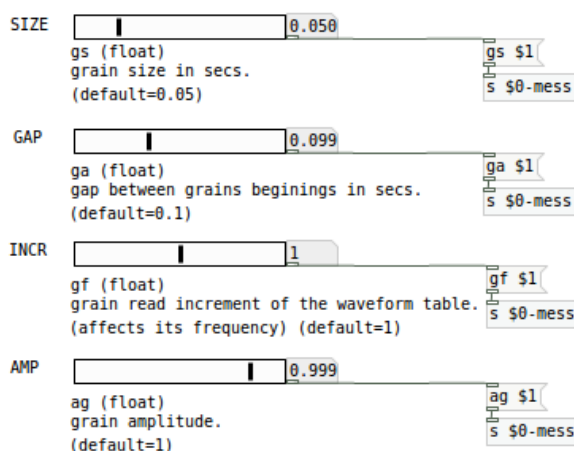 SIZE 0.050
gs (float) gs $1
grain size in secs.
(default=0.05) s $0-mess
GAP 0.099
ga (float) ga $1
gap between grains beginings in secs.
(default=0.1) s $0-mess
INCR 1
gf (float) gf $1
grain read increment of the waveform table.
(affects its frequency) (default=1) s $0-mess
AMP 0.999
ag (float) ag $1
grain amplitude.
(default=1) s $0-mess